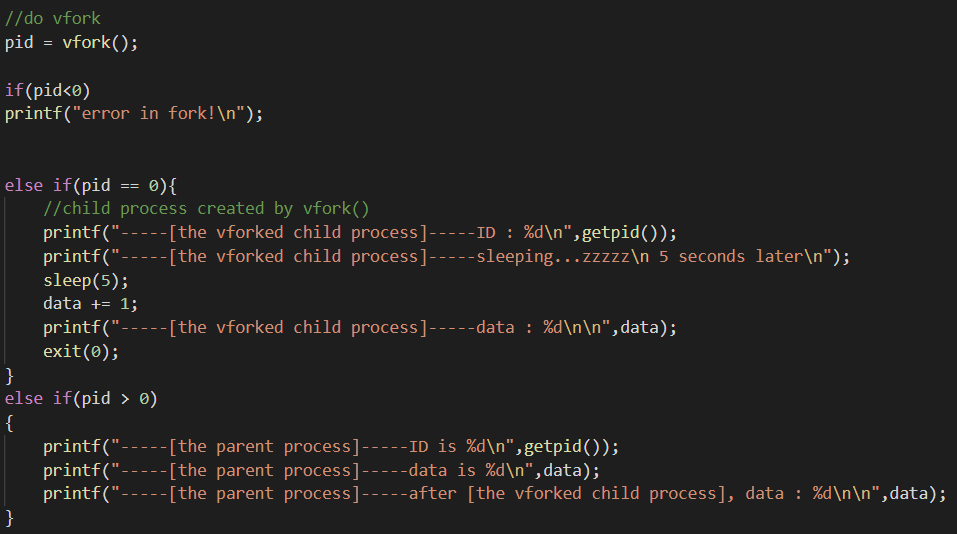 //do vfork
pid = vfork();
if(pid<0)
printf("error in fork!\n");
else if(pid == 0){
//child process created by vfork()
printf("-----[the vforked child process]-----ID : %d\n",getpid());
printf("-----[the vforked child process]-----sleeping...zzzzz\n 5 seconds later\n");
sleep(5);
data += 1;
printf("-----[the vforked child process]-----data : %d\n\n",data);
exit(0);
}
else if(pid > 0)
{
printf("-----[the parent process]-----ID is %d\n",getpid());
printf("-----[the parent process]-----data is %d\n",data);
printf("-----[the parent process]-----after [the vforked child process], data : %d\n\n",data);
}